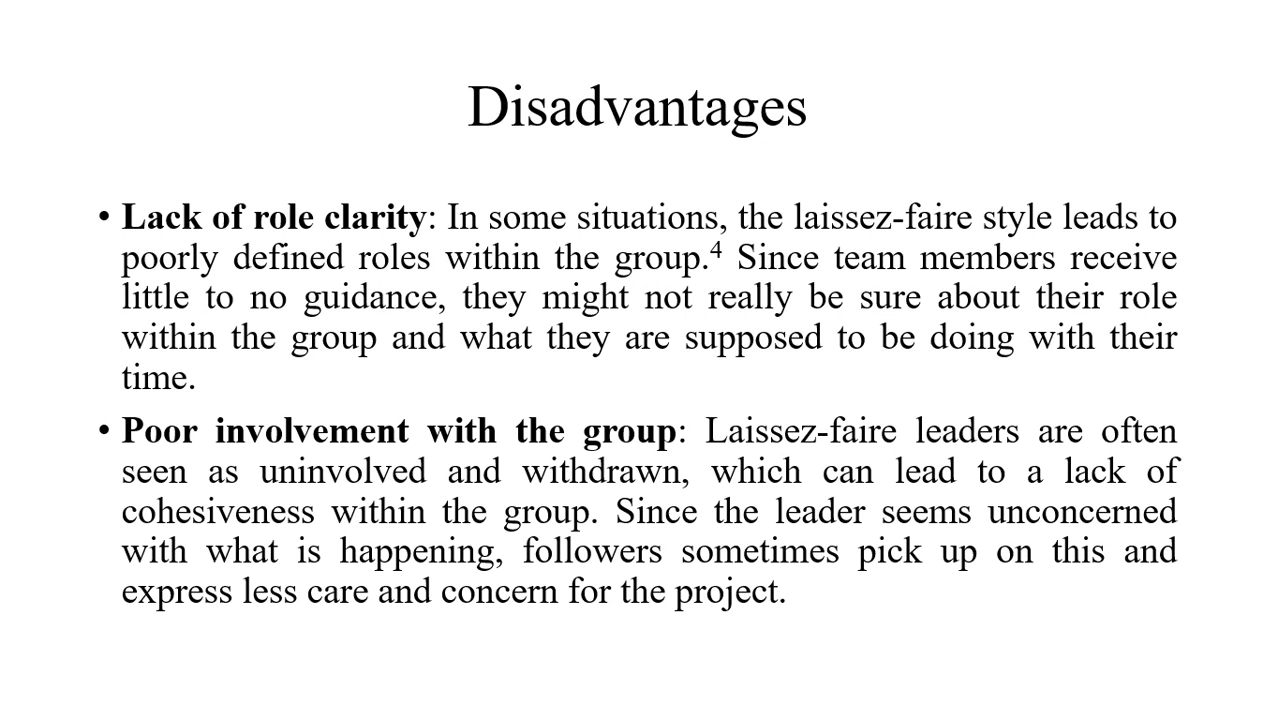 Disadvantages
• Lack of role clarity: In some situations, the laissez-faire style leads to
poorly defined roles within the group.⁴ Since team members receive
little to no guidance, they might not really be sure about their role
within the group and what they are supposed to be doing with their
time.
• Poor involvement with the group: Laissez-faire leaders are often
seen as uninvolved and withdrawn, which can lead to a lack of
cohesiveness within the group. Since the leader seems unconcerned
with what is happening, followers sometimes pick up on this and
express less care and concern for the project.